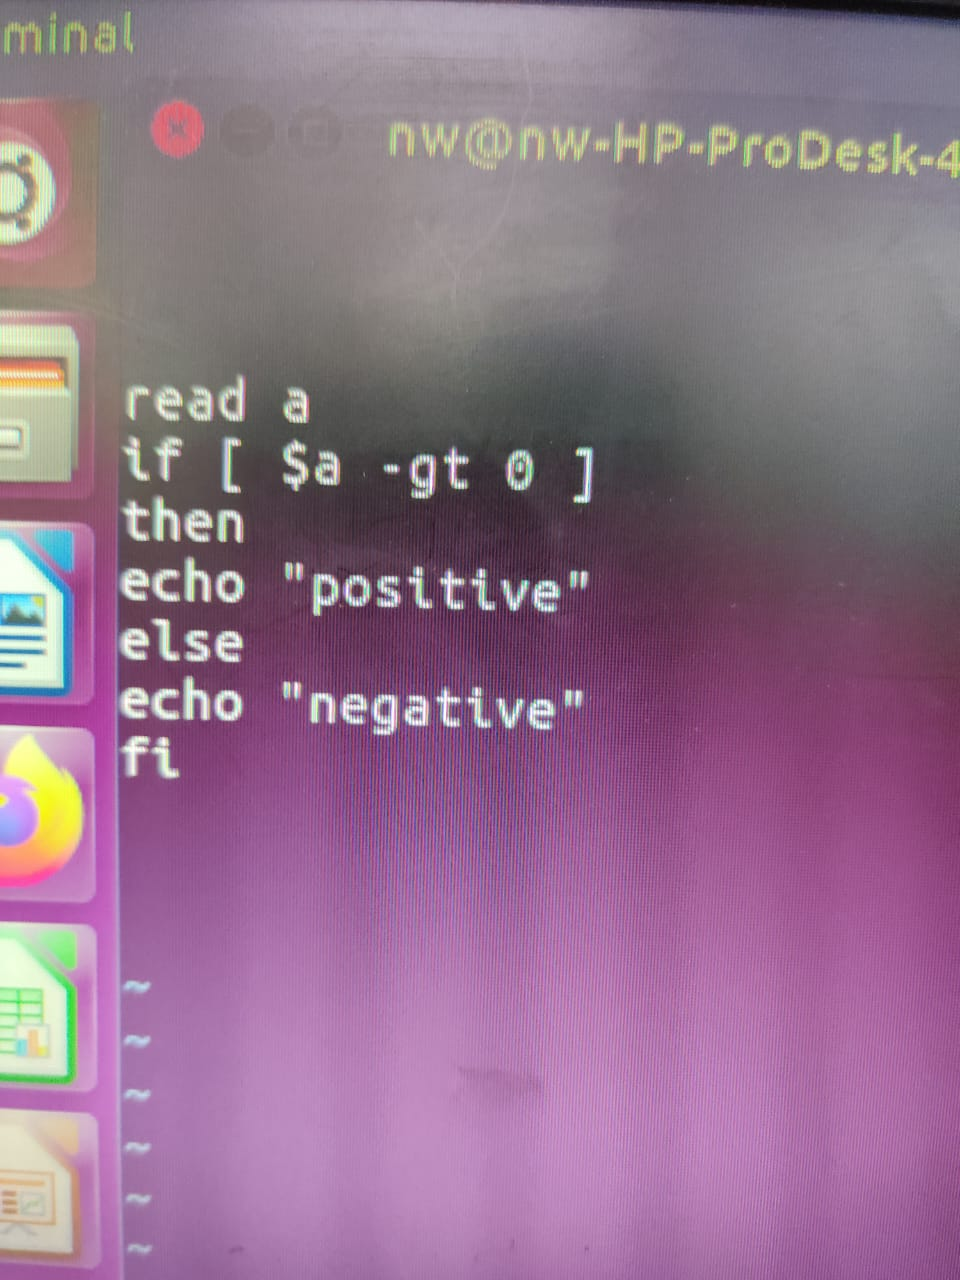 minal
nw@nw-HP-ProDesk-4
read a
if [ $a -gt 0 ]
then
echo "positive"
else
echo "negative"
fi
~
~
~
~
~
~